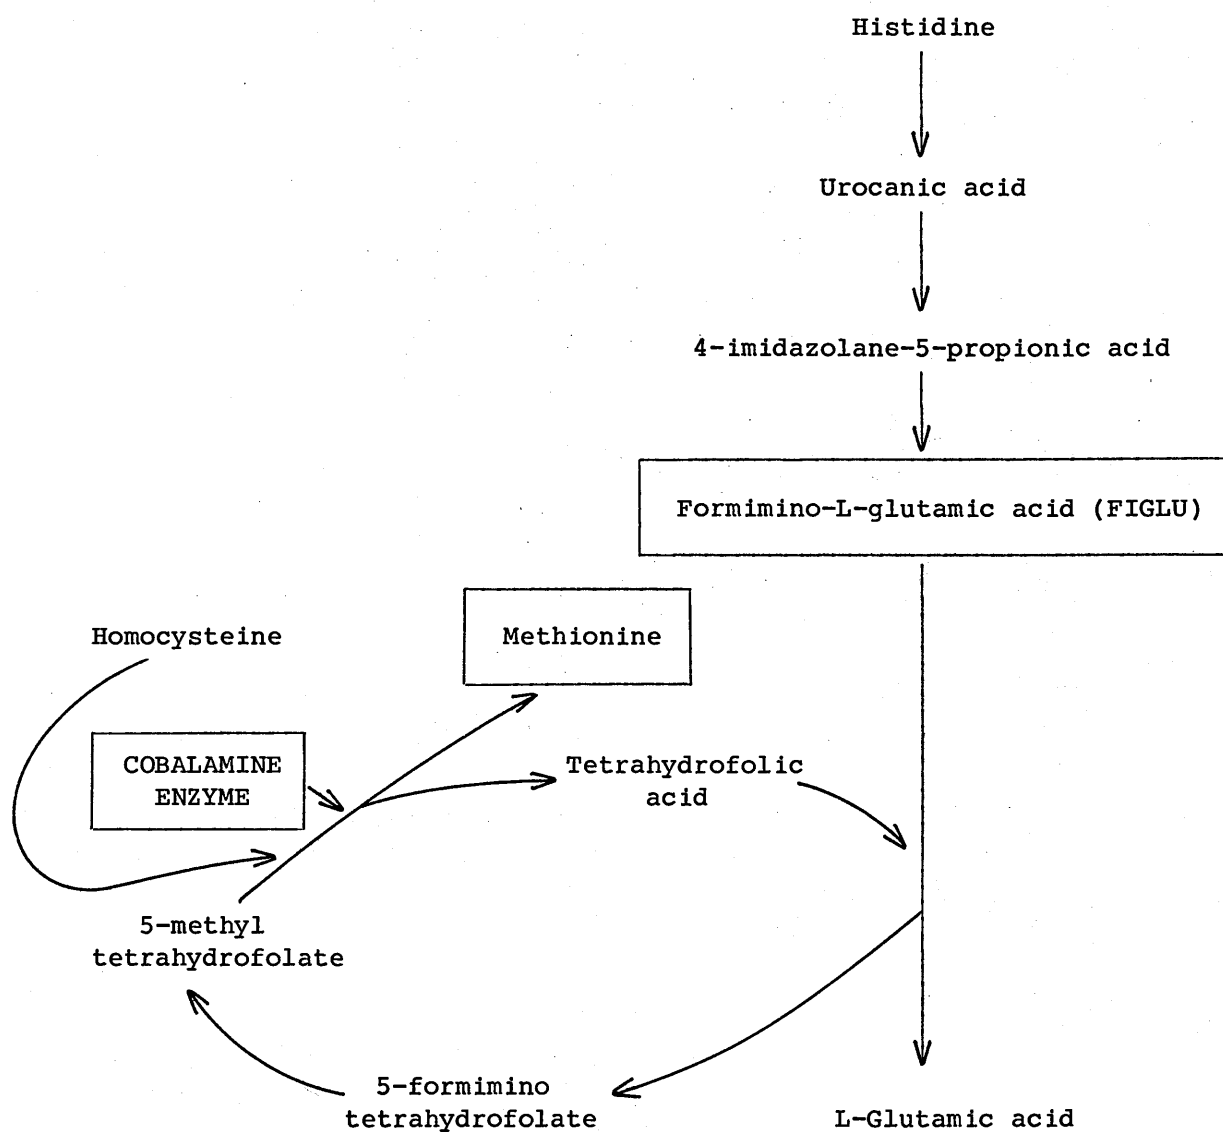 Histidine
Urocanic acid
4-imidazolane-5-propionic acid
Formimino-L-glutamic acid (FIGLU)
Homocysteine
Methionine
COBALAMINE
ENZYME
Tetrahydrofolic
acid
5-methyl
tetrahydrofolate
5-formimino
tetrahydrofolate
L-Glutamic acid